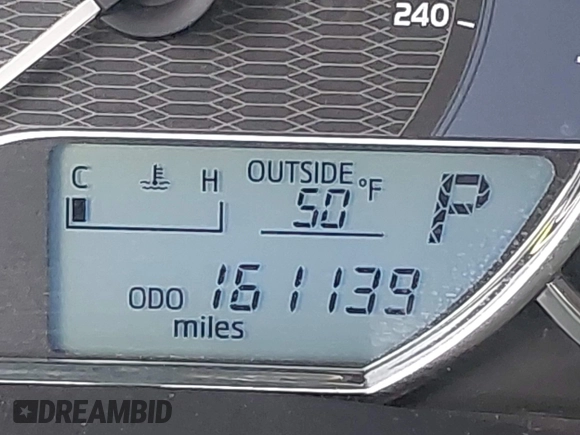 240
C H OUTSIDE
50 °F P
ODO 161139
miles
DREAMBID